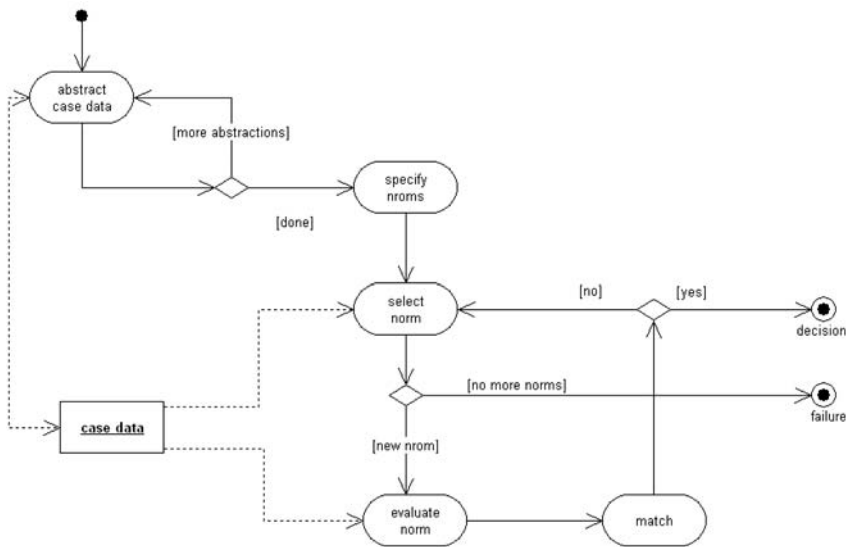 abstract
case data
[more abstractions]
specify
nroms
[done]
select
norm
[no]
[yes]
decision
[no more norms]
failure
case data
[new nrom]
evaluate
norm
match